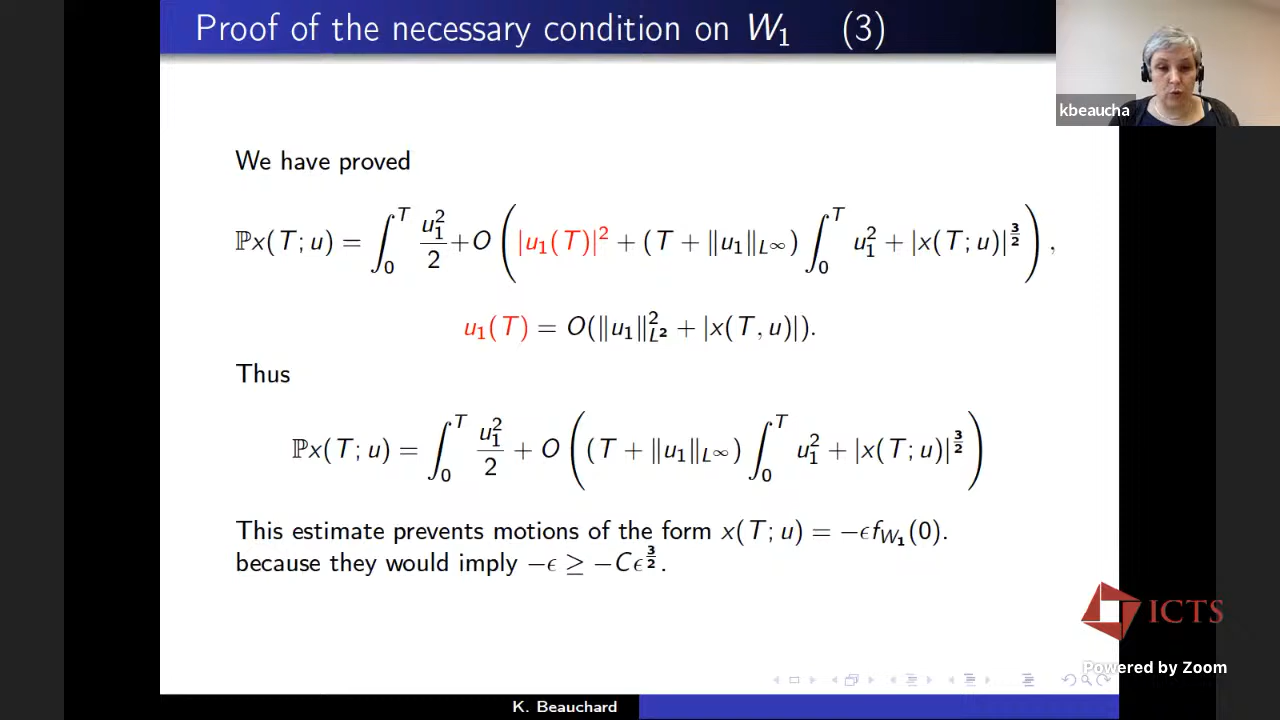 Proof of the necessary condition on W₁ (3)
kbeaucha
We have proved
ℙx(T; u) = ∫₀ᵀ u₁²/2 + O( |u₁(T)|² + (T + ‖u₁‖_{L^∞}) ∫₀ᵀ u₁² + |x(T; u)|^{3/2} ),
u₁(T) = O(‖u₁‖²_{L²} + |x(T, u)|).
Thus
ℙx(T; u) = ∫₀ᵀ u₁²/2 + O( (T + ‖u₁‖_{L^∞}) ∫₀ᵀ u₁² + |x(T; u)|^{3/2} )
This estimate prevents motions of the form x(T; u) = −ϵf_{W₁}(0).
because they would imply −ϵ ≥ −Cϵ^{3/2}.
ICTS
Powered by Zoom
K. Beauchard